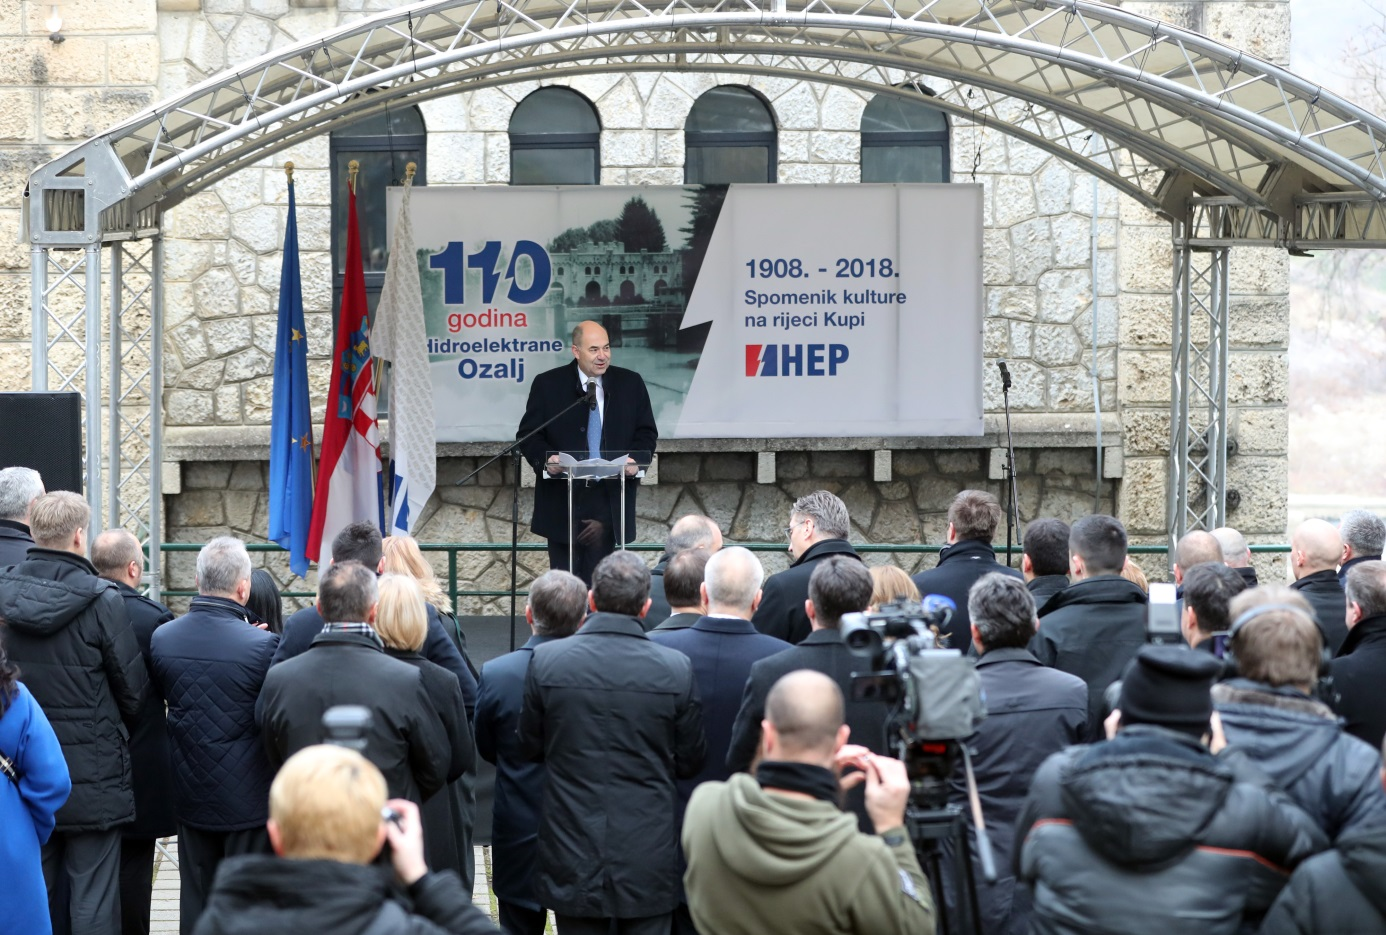 110
godina
Hidroelektrane
Ozalj
1908. - 2018.
Spomenik kulture
na rijeci Kupi
HEP